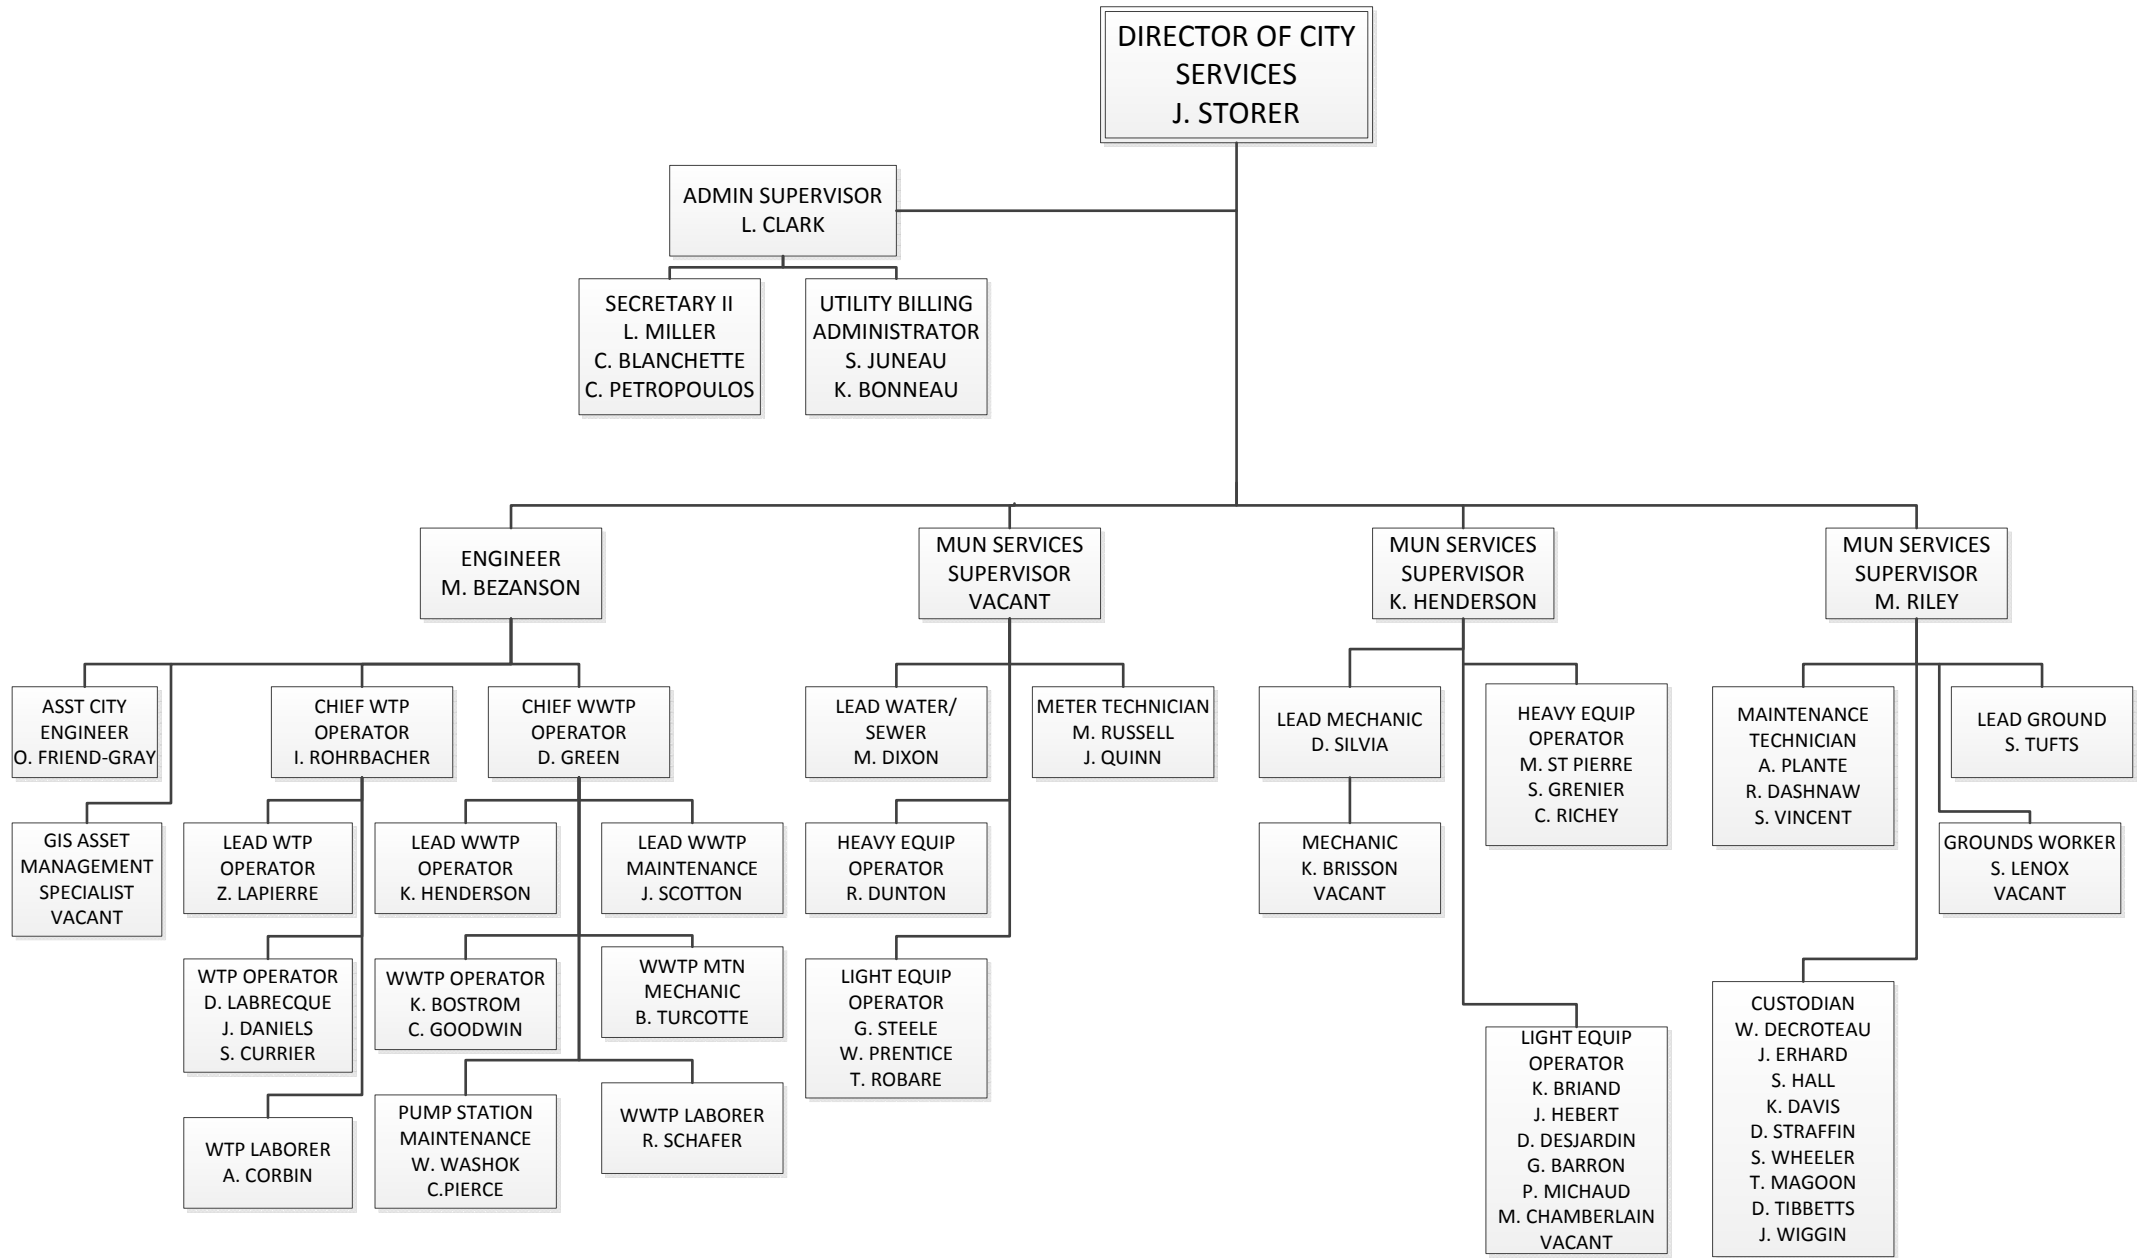 DIRECTOR OF CITY
SERVICES
J. STORER
ADMIN SUPERVISOR
L. CLARK
SECRETARY II
L. MILLER
C. BLANCHETTE
C. PETROPOULOS
UTILITY BILLING
ADMINISTRATOR
S. JUNEAU
K. BONNEAU
ENGINEER
M. BEZANSON
MUN SERVICES
SUPERVISOR
VACANT
MUN SERVICES
SUPERVISOR
K. HENDERSON
MUN SERVICES
SUPERVISOR
M. RILEY
ASST CITY
ENGINEER
O. FRIEND-GRAY
CHIEF WTP
OPERATOR
I. ROHRBACHER
CHIEF WWTP
OPERATOR
D. GREEN
LEAD WATER/
SEWER
M. DIXON
METER TECHNICIAN
M. RUSSELL
J. QUINN
LEAD MECHANIC
D. SILVIA
HEAVY EQUIP
OPERATOR
M. ST PIERRE
S. GRENIER
C. RICHEY
MAINTENANCE
TECHNICIAN
A. PLANTE
R. DASHNAW
S. VINCENT
LEAD GROUND
S. TUFTS
GIS ASSET
MANAGEMENT
SPECIALIST
VACANT
LEAD WTP
OPERATOR
Z. LAPIERRE
LEAD WWTP
OPERATOR
K. HENDERSON
LEAD WWTP
MAINTENANCE
J. SCOTTON
HEAVY EQUIP
OPERATOR
R. DUNTON
MECHANIC
K. BRISSON
VACANT
GROUNDS WORKER
S. LENOX
VACANT
WTP OPERATOR
D. LABRECQUE
J. DANIELS
S. CURRIER
WWTP OPERATOR
K. BOSTROM
C. GOODWIN
WWTP MTN
MECHANIC
B. TURCOTTE
LIGHT EQUIP
OPERATOR
G. STEELE
W. PRENTICE
T. ROBARE
WTP LABORER
A. CORBIN
PUMP STATION
MAINTENANCE
W. WASHOK
C.PIERCE
WWTP LABORER
R. SCHAFER
LIGHT EQUIP
OPERATOR
K. BRIAND
J. HEBERT
D. DESJARDIN
G. BARRON
P. MICHAUD
M. CHAMBERLAIN
VACANT
CUSTODIAN
W. DECROTEAU
J. ERHARD
S. HALL
K. DAVIS
D. STRAFFIN
S. WHEELER
T. MAGOON
D. TIBBETTS
J. WIGGIN